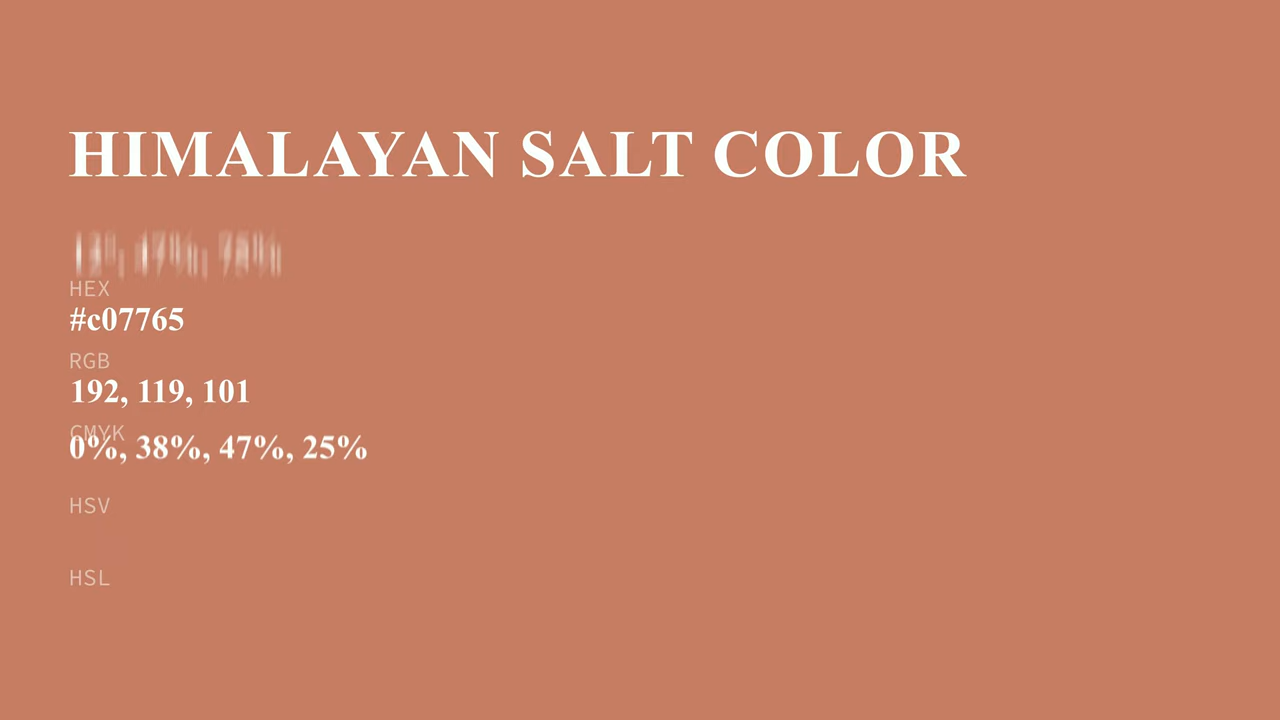 HIMALAYAN SALT COLOR
HEX
#c07765
RGB
192, 119, 101
CMYK
0%, 38%, 47%, 25%
HSV
HSL